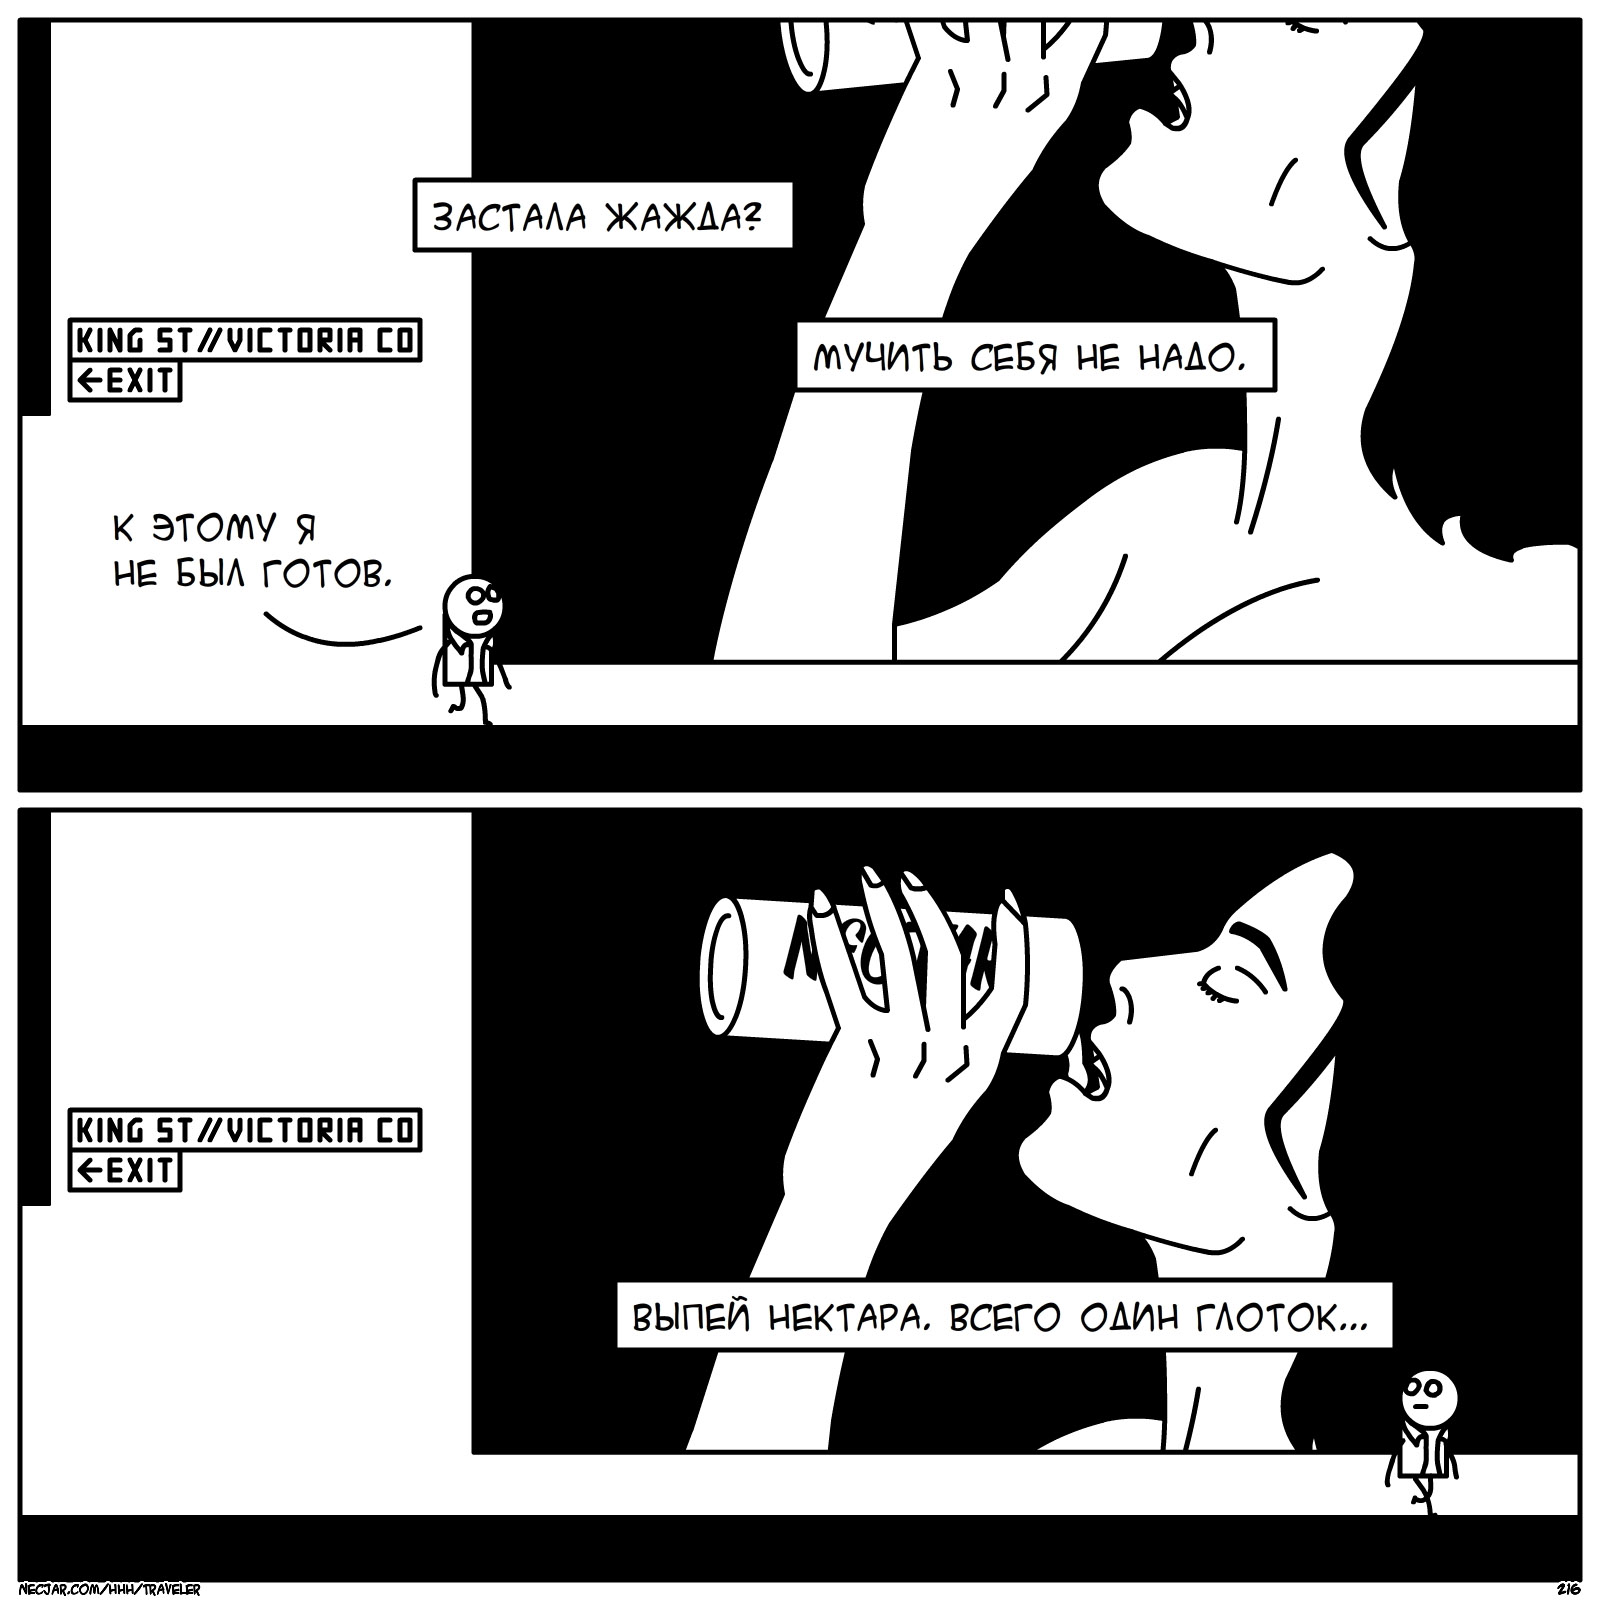 ЗАСТАЛА ЖАЖДА?
KING ST//VICTORIA CO
←EXIT
МУЧИТЬ СЕБЯ НЕ НАДО.
К ЭТОМУ Я
НЕ БЫЛ ГОТОВ.
KING ST//VICTORIA CO
←EXIT
ВЫПЕЙ НЕКТАРА. ВСЕГО ОДИН ГЛОТОК...
NECJAR.COM/HHH/TRAVELER
216